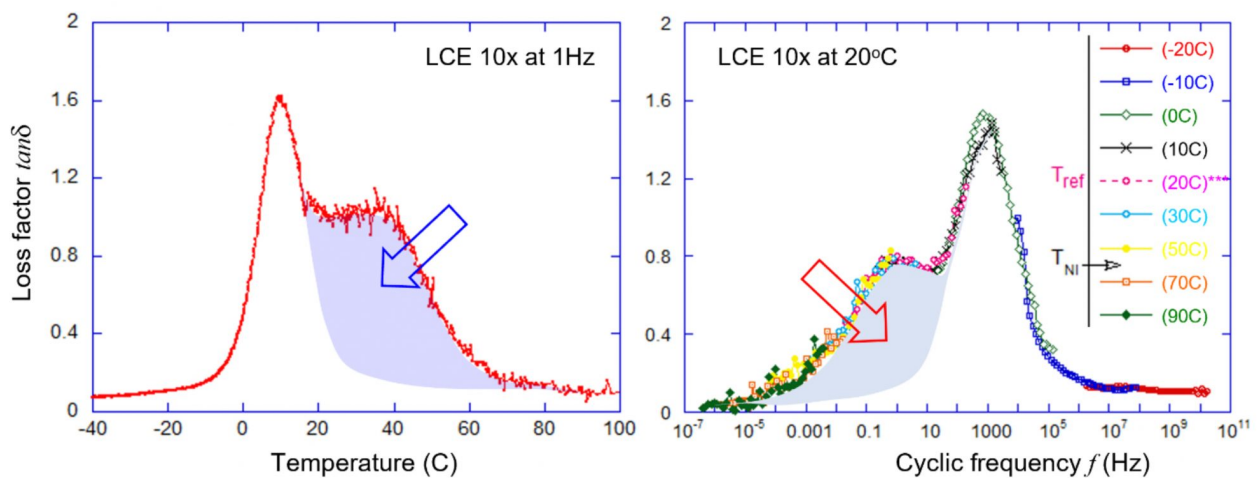 2
1.6
1.2
0.8
0.4
0
Loss factor tanδ
LCE 10x at 1Hz
-40
-20
0
20
40
60
80
100
Temperature (C)
2
1.6
1.2
0.8
0.4
0
LCE 10x at 20°C
(-20C)
(-10C)
(0C)
(10C)
T_ref (20C)***
(30C)
T_NI (50C)
(70C)
(90C)
10⁻⁷
10⁻⁵
0.001
0.1
10
1000
10⁵
10⁷
10⁹
10¹¹
Cyclic frequency f (Hz)